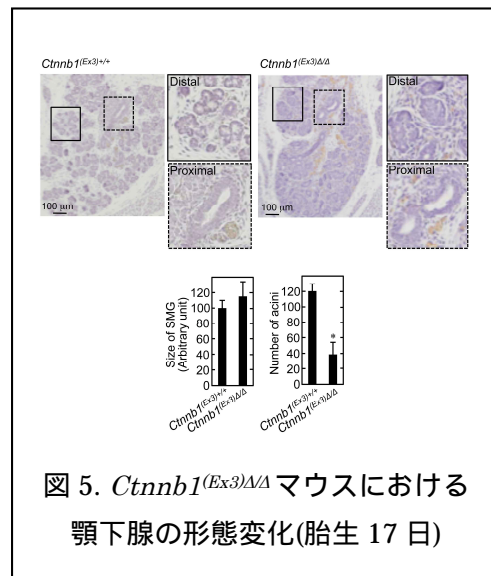 Ctnnb1(Ex3)+/+
Ctnnb1(Ex3)Δ/Δ
Distal
Distal
Proximal
Proximal
100 μm
100 μm
Size of SMG
(Arbitrary unit)
120
100
80
60
40
20
0
Ctnnb1(Ex3)+/+
Ctnnb1(Ex3)Δ/Δ
Number of acini
120
100
80
60
40
20
0
*
Ctnnb1(Ex3)+/+
Ctnnb1(Ex3)Δ/Δ
図 5. Ctnnb1(Ex3)Δ/Δ マウスにおける
顎下腺の形態変化(胎生 17 日)